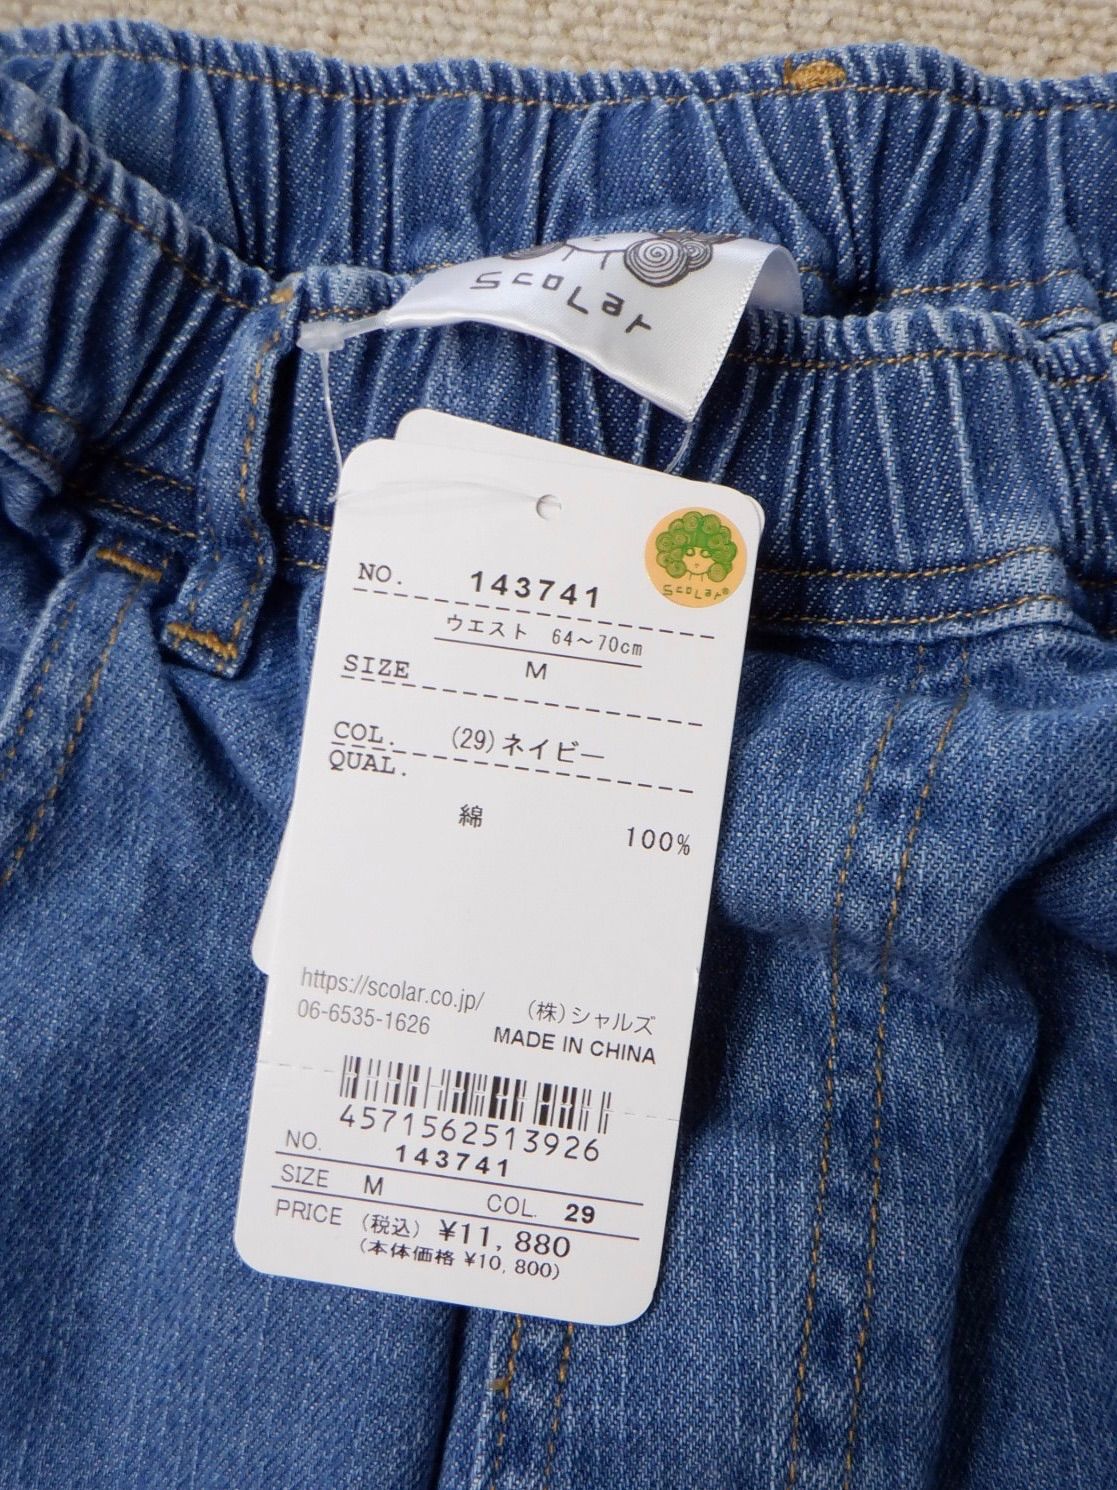 ScoLar
ScoLar®
NO. 143741
ウエスト 64〜70cm
SIZE M
COL. (29)ネイビー
QUAL.
綿 100%
https://scolar.co.jp/
06-6535-1626
(株)シャルズ
MADE IN CHINA
4571562513926
NO. 143741
SIZE M COL. 29
PRICE (税込) ¥11,880
(本体価格 ¥10,800)